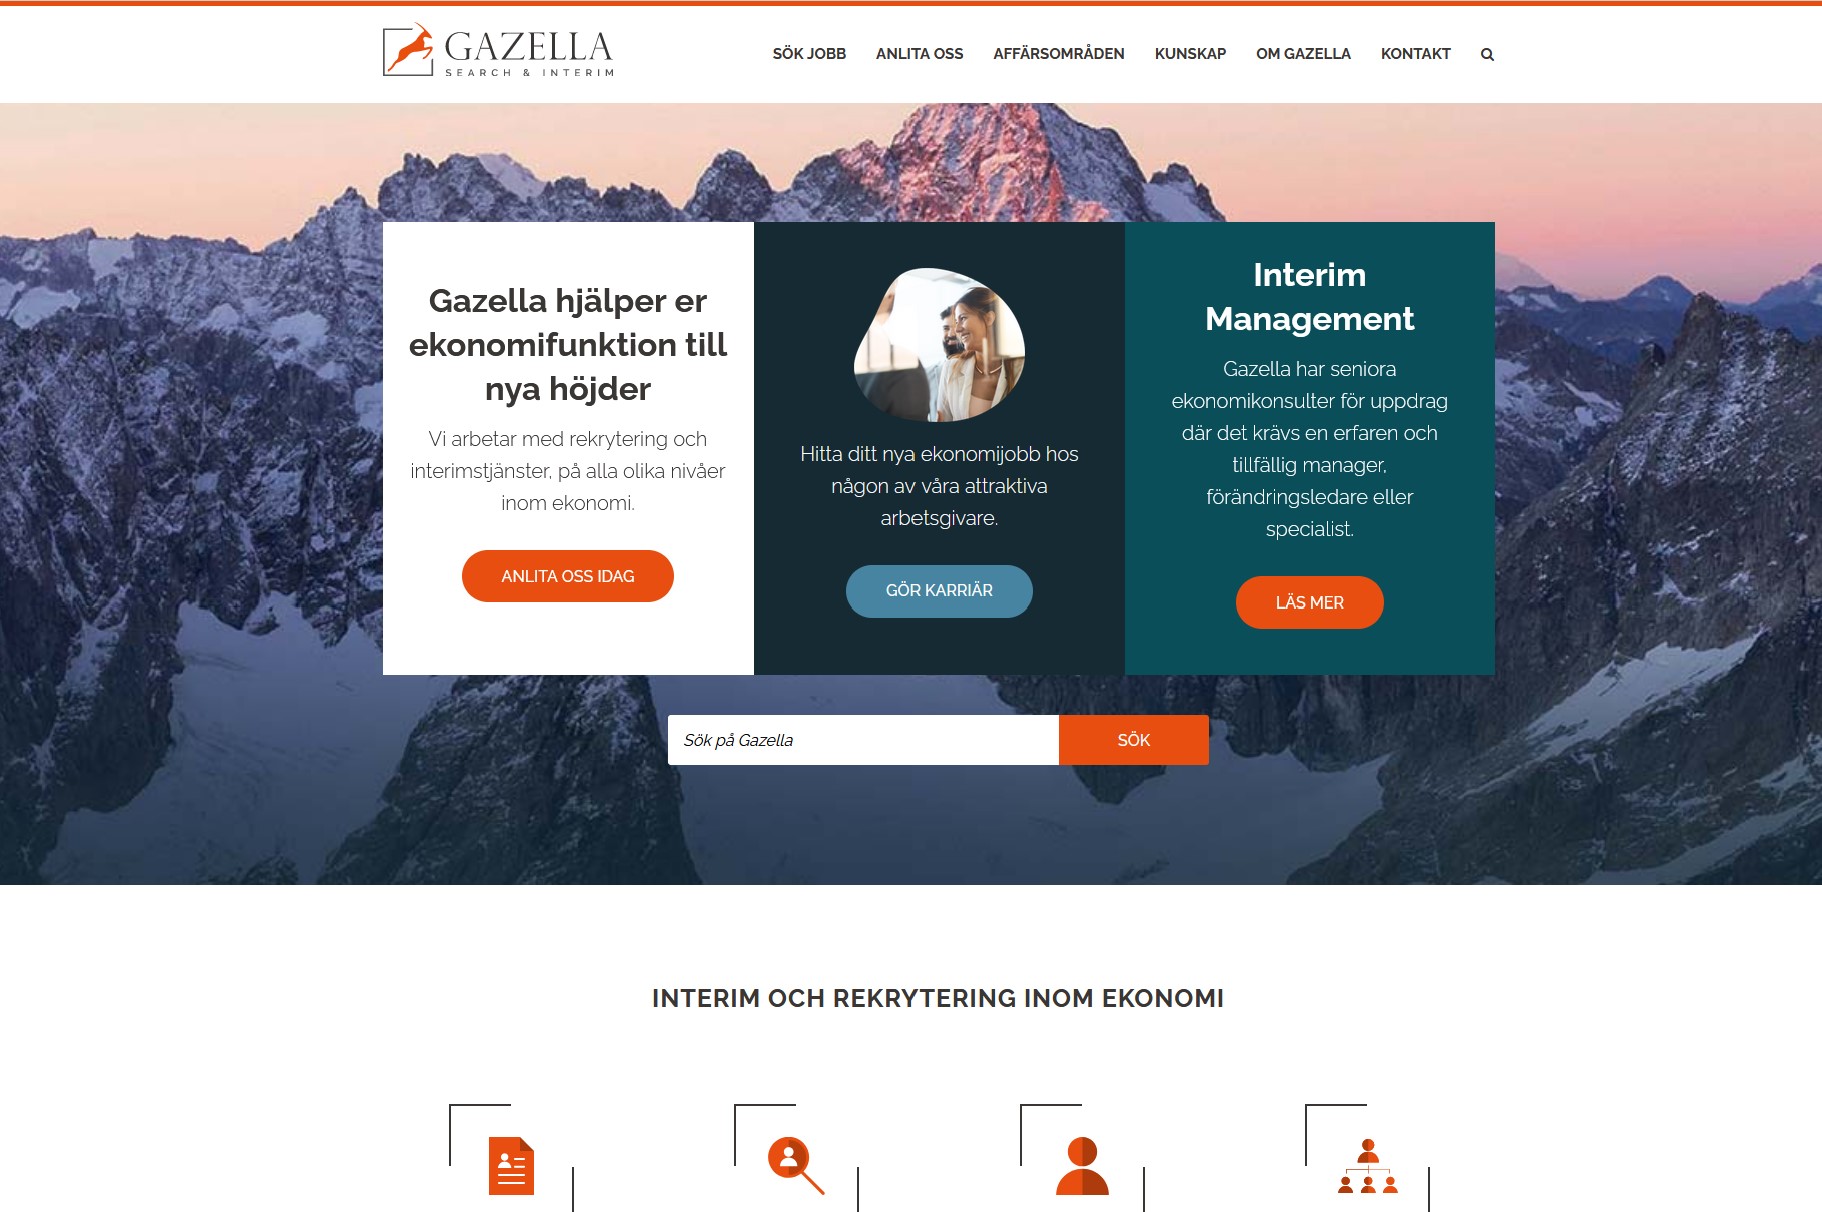 GAZELLA
SEARCH & INTERIM
SÖK JOBB
ANLITA OSS
AFFÄRSOMRÅDEN
KUNSKAP
OM GAZELLA
KONTAKT
Gazella hjälper er
ekonomifunktion till
nya höjder
Vi arbetar med rekrytering och
interimstjänster, på alla olika nivåer
inom ekonomi.
ANLITA OSS IDAG
Hitta ditt nya ekonomijobb hos
någon av våra attraktiva
arbetsgivare.
GÖR KARRIÄR
Interim
Management
Gazella har seniora
ekonomikonsulter för uppdrag
där det krävs en erfaren och
tillfällig manager,
förändringsledare eller
specialist.
LÄS MER
Sök på Gazella
SÖK
INTERIM OCH REKRYTERING INOM EKONOMI